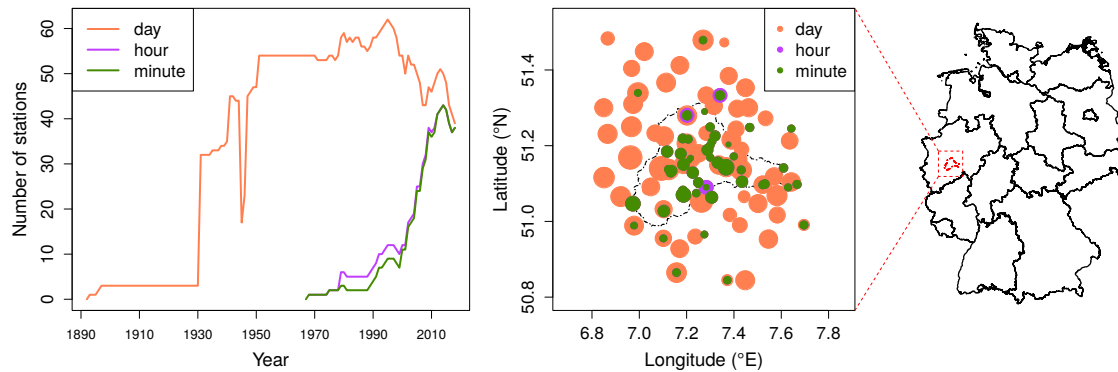 day
hour
minute
Number of stations
0
10
20
30
40
50
60
1890
1910
1930
1950
1970
1990
2010
Year
day
hour
minute
Latitude (°N)
50.8
51.0
51.2
51.4
6.8
7.0
7.2
7.4
7.6
7.8
Longitude (°E)